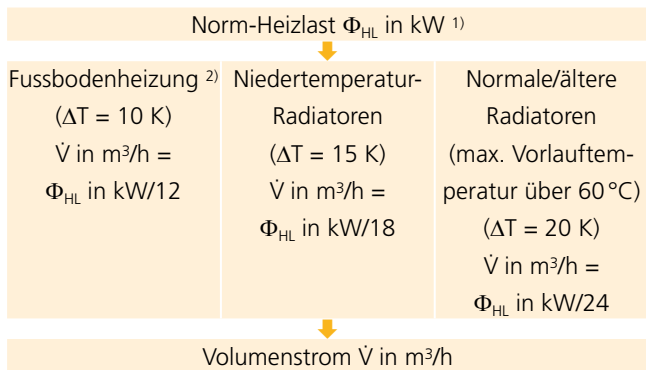 Norm-Heizlast Φ_HL in kW ¹⁾
Fussbodenheizung ²⁾
(ΔT = 10 K)
V̇ in m³/h =
Φ_HL in kW/12
Niedertemperatur-
Radiatoren
(ΔT = 15 K)
V̇ in m³/h =
Φ_HL in kW/18
Normale/ältere
Radiatoren
(max. Vorlauftem-
peratur über 60 °C)
(ΔT = 20 K)
V̇ in m³/h =
Φ_HL in kW/24
Volumenstrom V̇ in m³/h